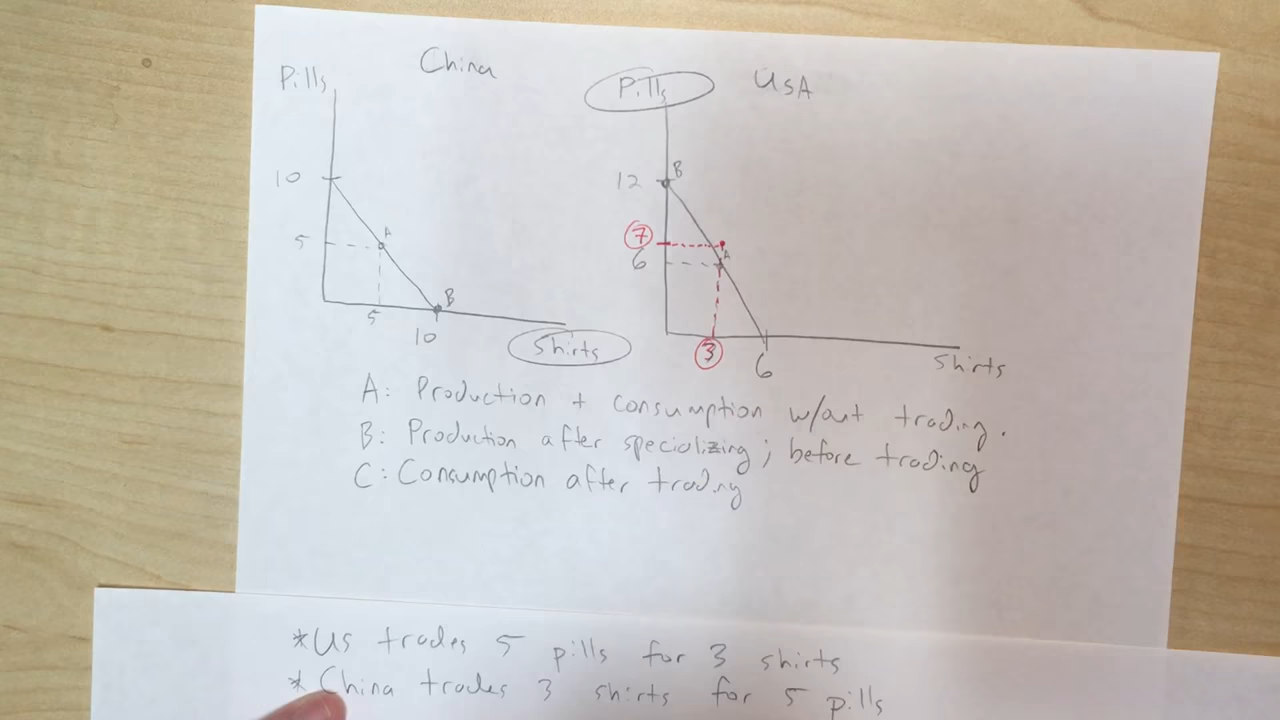 China
Pills
10
5
A
B
5
10
Shirts
USA
Pills
12
B
7
6
A
3
6
Shirts
A: Production + consumption w/out trading.
B: Production after specializing; before trading
C: Consumption after trading
*US trades 5 pills for 3 shirts
* China trades 3 shirts for 5 pills